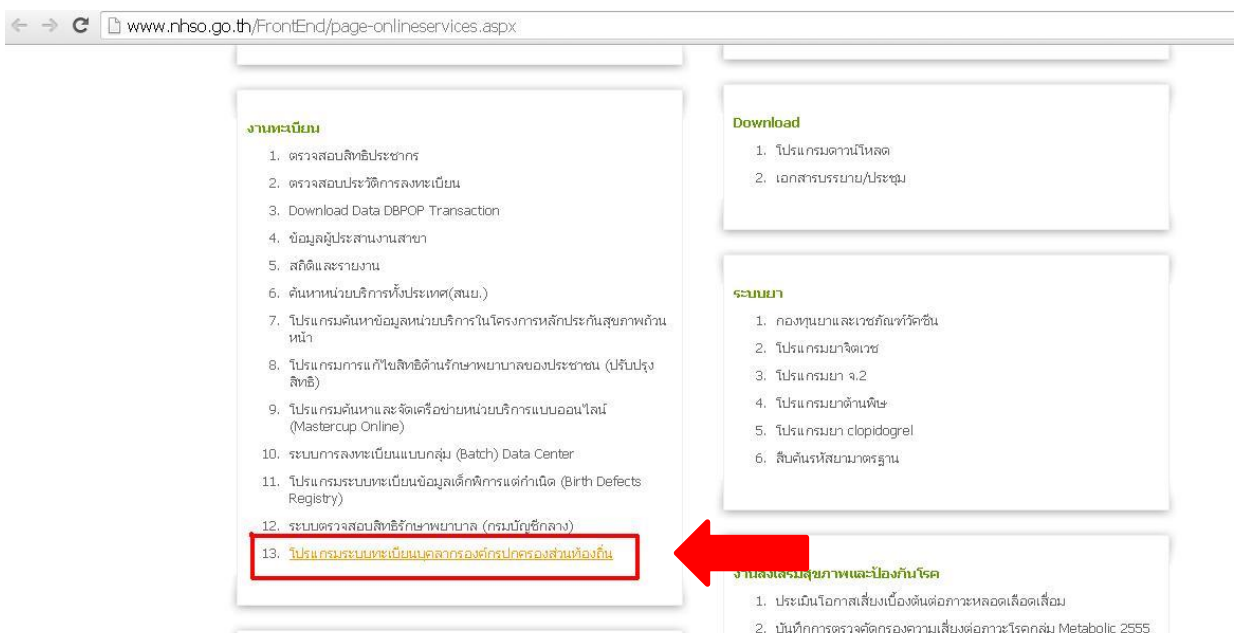 www.nhso.go.th/FrontEnd/page-onlineservices.aspx
งานทะเบียน
1. ตรวจสอบสิทธิประชากร
2. ตรวจสอบประวัติการลงทะเบียน
3. Download Data DBPOP Transaction
4. ข้อมูลผู้ประสานงานสาขา
5. สถิติและรายงาน
6. ค้นหาหน่วยบริการทั้งประเทศ(สนย.)
7. โปรแกรมค้นหาข้อมูลหน่วยบริการในโครงการหลักประกันสุขภาพถ้วน
หน้า
8. โปรแกรมการแก้ไขสิทธิด้านรักษาพยาบาลของประชาชน (ปรับปรุง
สิทธิ)
9. โปรแกรมค้นหาและจัดเครือข่ายหน่วยบริการแบบออนไลน์
(Mastercup Online)
10. ระบบการลงทะเบียนแบบกลุ่ม (Batch) Data Center
11. โปรแกรมระบบทะเบียนข้อมูลเด็กพิการแต่กำเนิด (Birth Defects
Registry)
12. ระบบตรวจสอบสิทธิรักษาพยาบาล (กรมบัญชีกลาง)
13. โปรแกรมระบบทะเบียนบุคลากรองค์กรปกครองส่วนท้องถิ่น
Download
1. โปรแกรมดาวน์โหลด
2. เอกสารบรรยาย/ประชุม
ระบบยา
1. กองทุนยาและเวชภัณฑ์วัคซีน
2. โปรแกรมยาจิตเวช
3. โปรแกรมยา จ.2
4. โปรแกรมยาต้านพิษ
5. โปรแกรมยา clopidogrel
6. สืบค้นรหัสยามาตรฐาน
งานส่งเสริมสุขภาพและป้องกันโรค
1. ประเมินโอกาสเสี่ยงเบื้องต้นต่อภาวะหลอดเลือดเสื่อม
2. บันทึกการตรวจคัดกรองความเสี่ยงต่อภาวะโรคกลุ่ม Metabolic 2555